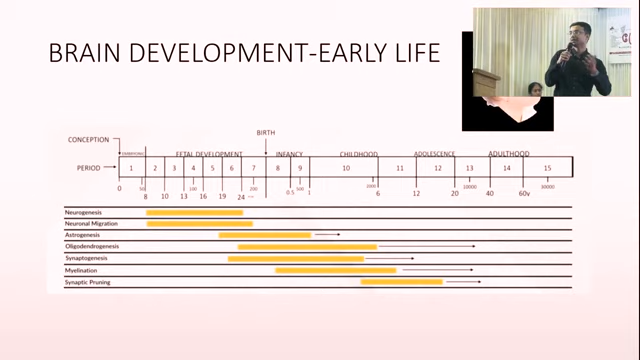 BRAIN DEVELOPMENT-EARLY LIFE
BIRTH
CONCEPTION
EMBRYONIC FETAL DEVELOPMENT INFANCY CHILDHOOD ADOLESCENCE ADULTHOOD
PERIOD 1 2 3 4 5 6 7 8 9 10 11 12 13 14 15
0 50 100 200 500 2000 10000 30000
8 10 13 16 19 24 0.5 1 6 12 20 40 60y
Neurogenesis
Neuronal Migration
Astrogenesis
Oligodendrogenesis
Synaptogenesis
Myelination
Synaptic Pruning